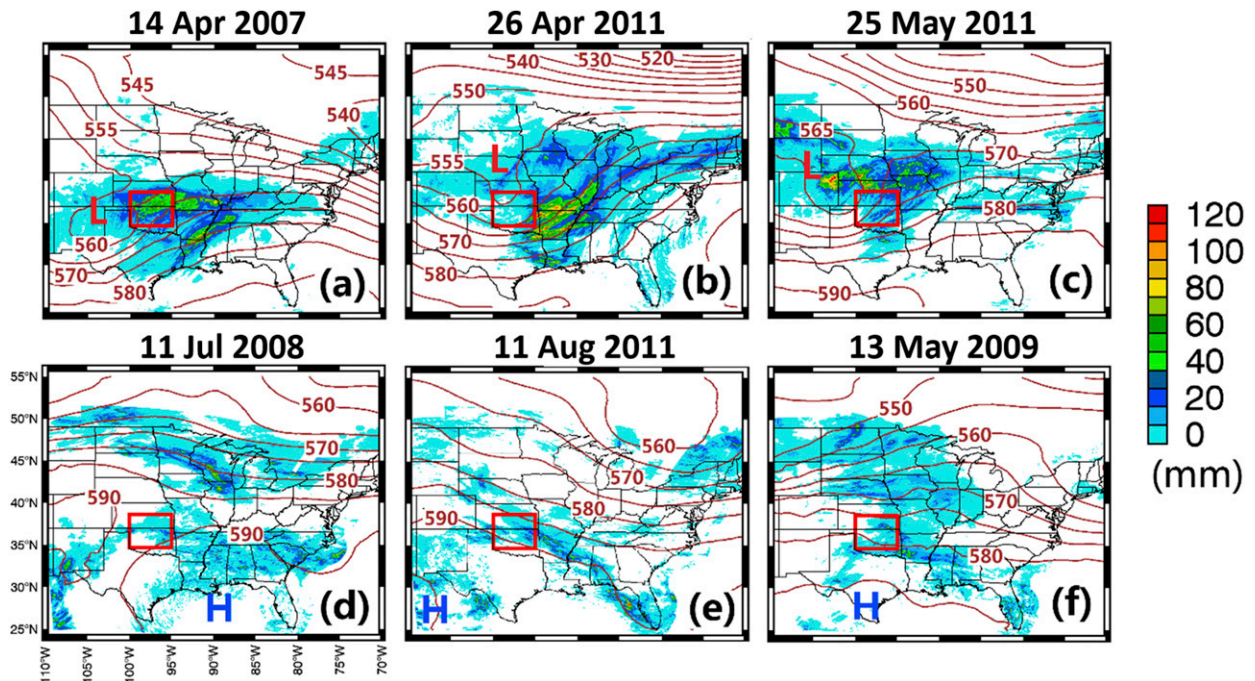 14 Apr 2007 26 Apr 2011 25 May 2011
545 545 540 555 L 560 570 580 (a)
540 530 520 550 L 555 560 570 580 (b)
550 560 565 L 570 580 590 (c)
120
100
80
60
40
20
0
(mm)
11 Jul 2008 11 Aug 2011 13 May 2009
55°N
50°N
45°N
40°N
35°N
30°N
25°N
560 570 580 590 590 H (d)
560 570 580 590 H (e)
550 560 570 580 H (f)
110°W 105°W 100°W 95°W 90°W 85°W 80°W 75°W 70°W